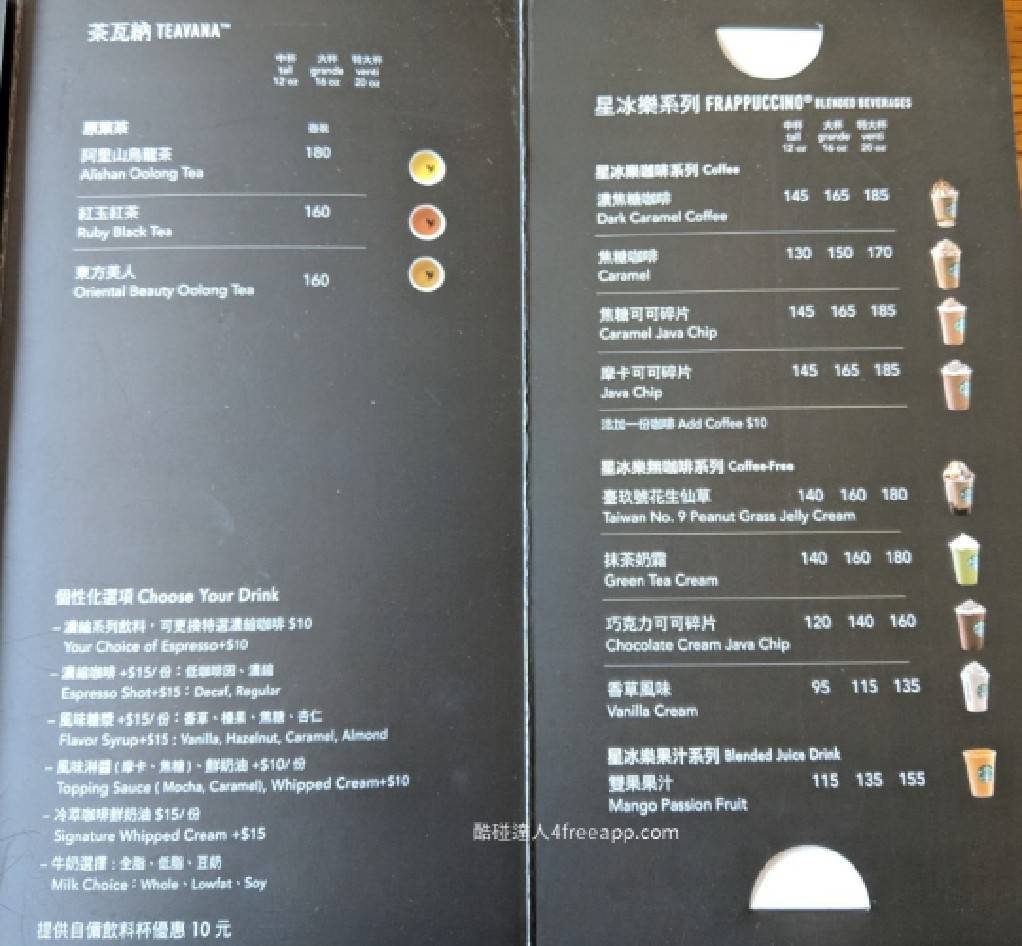 茶瓦納 TEAVANA™
中杯 大杯 特大杯
tall grande venti
12 oz 16 oz 20 oz
原葉茶
阿里山烏龍茶 180
Alishan Oolong Tea
紅玉紅茶 160
Ruby Black Tea
東方美人 160
Oriental Beauty Oolong Tea
個性化選項 Choose Your Drink
– 濃縮系列飲料，可更換特選濃縮咖啡 $10
Your Choice of Espresso+$10
– 濃縮咖啡 +$15/份：低咖啡因、濃縮
Espresso Shot+$15：Decaf, Regular
– 風味糖漿 +$15/份：香草、榛果、焦糖、杏仁
Flavor Syrup+$15 : Vanilla, Hazelnut, Caramel, Almond
– 風味淋醬 ( 摩卡、焦糖 )、鮮奶油 +$10/份
Topping Sauce ( Mocha, Caramel), Whipped Cream+$10
– 冷萃咖啡鮮奶油 $15/份
Signature Whipped Cream +$15
– 牛奶選擇 : 全脂、低脂、豆奶
Milk Choice：Whole、Lowfat、Soy
提供自備飲料杯優惠 10 元
星冰樂系列 FRAPPUCCINO® BLENDED BEVERAGES
中杯 大杯 特大杯
tall grande venti
12 oz 16 oz 20 oz
星冰樂咖啡系列 Coffee
濃焦糖咖啡 145 165 185
Dark Caramel Coffee
焦糖咖啡 130 150 170
Caramel
焦糖可可碎片 145 165 185
Caramel Java Chip
摩卡可可碎片 145 165 185
Java Chip
添加一份咖啡 Add Coffee $10
星冰樂無咖啡系列 Coffee-Free
臺玖號花生仙草 140 160 180
Taiwan No. 9 Peanut Grass Jelly Cream
抹茶奶霜 140 160 180
Green Tea Cream
巧克力可可碎片 120 140 160
Chocolate Cream Java Chip
香草風味 95 115 135
Vanilla Cream
星冰樂果汁系列 Blended Juice Drink
雙果果汁 115 135 155
Mango Passion Fruit
酷碰達人4freeapp.com